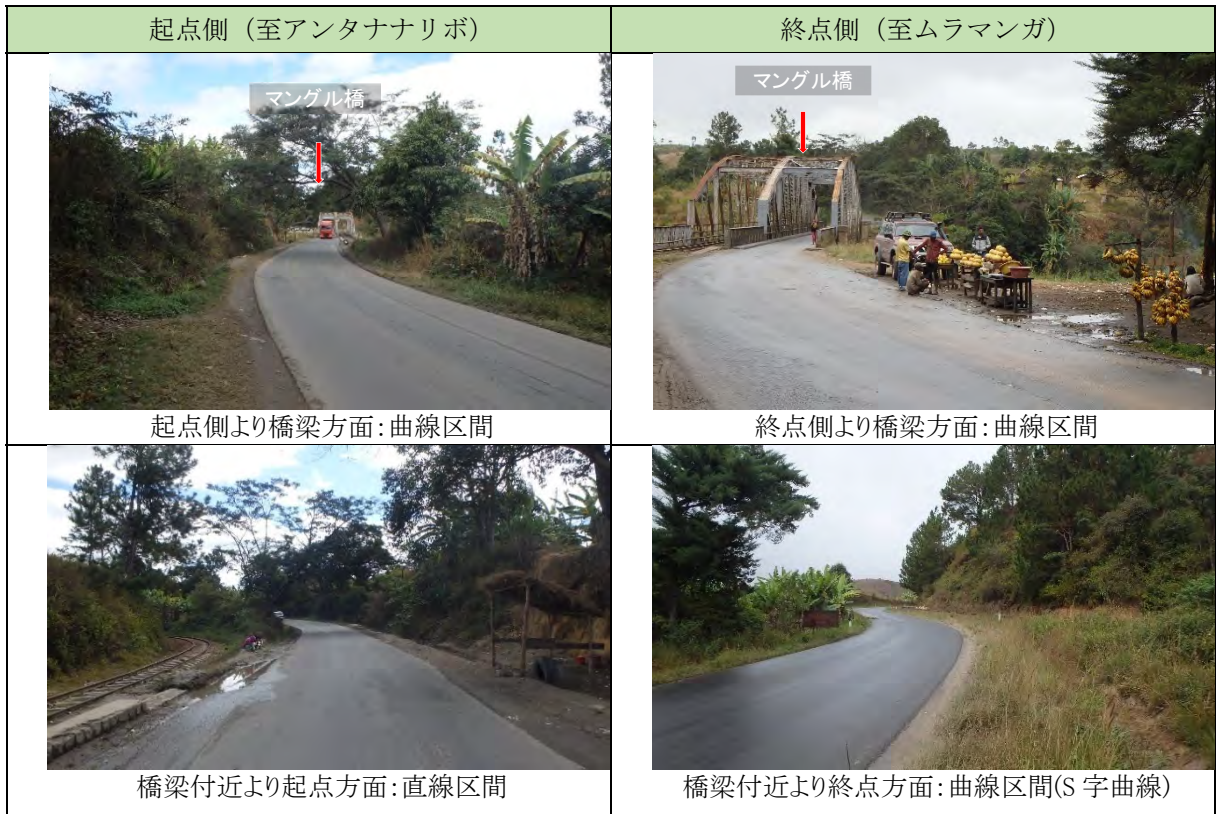 起点側（至アンタナナリボ）
終点側（至ムラマンガ）
マングル橋
マングル橋
起点側より橋梁方面：曲線区間
終点側より橋梁方面：曲線区間
橋梁付近より起点方面：直線区間
橋梁付近より終点方面：曲線区間(S 字曲線)